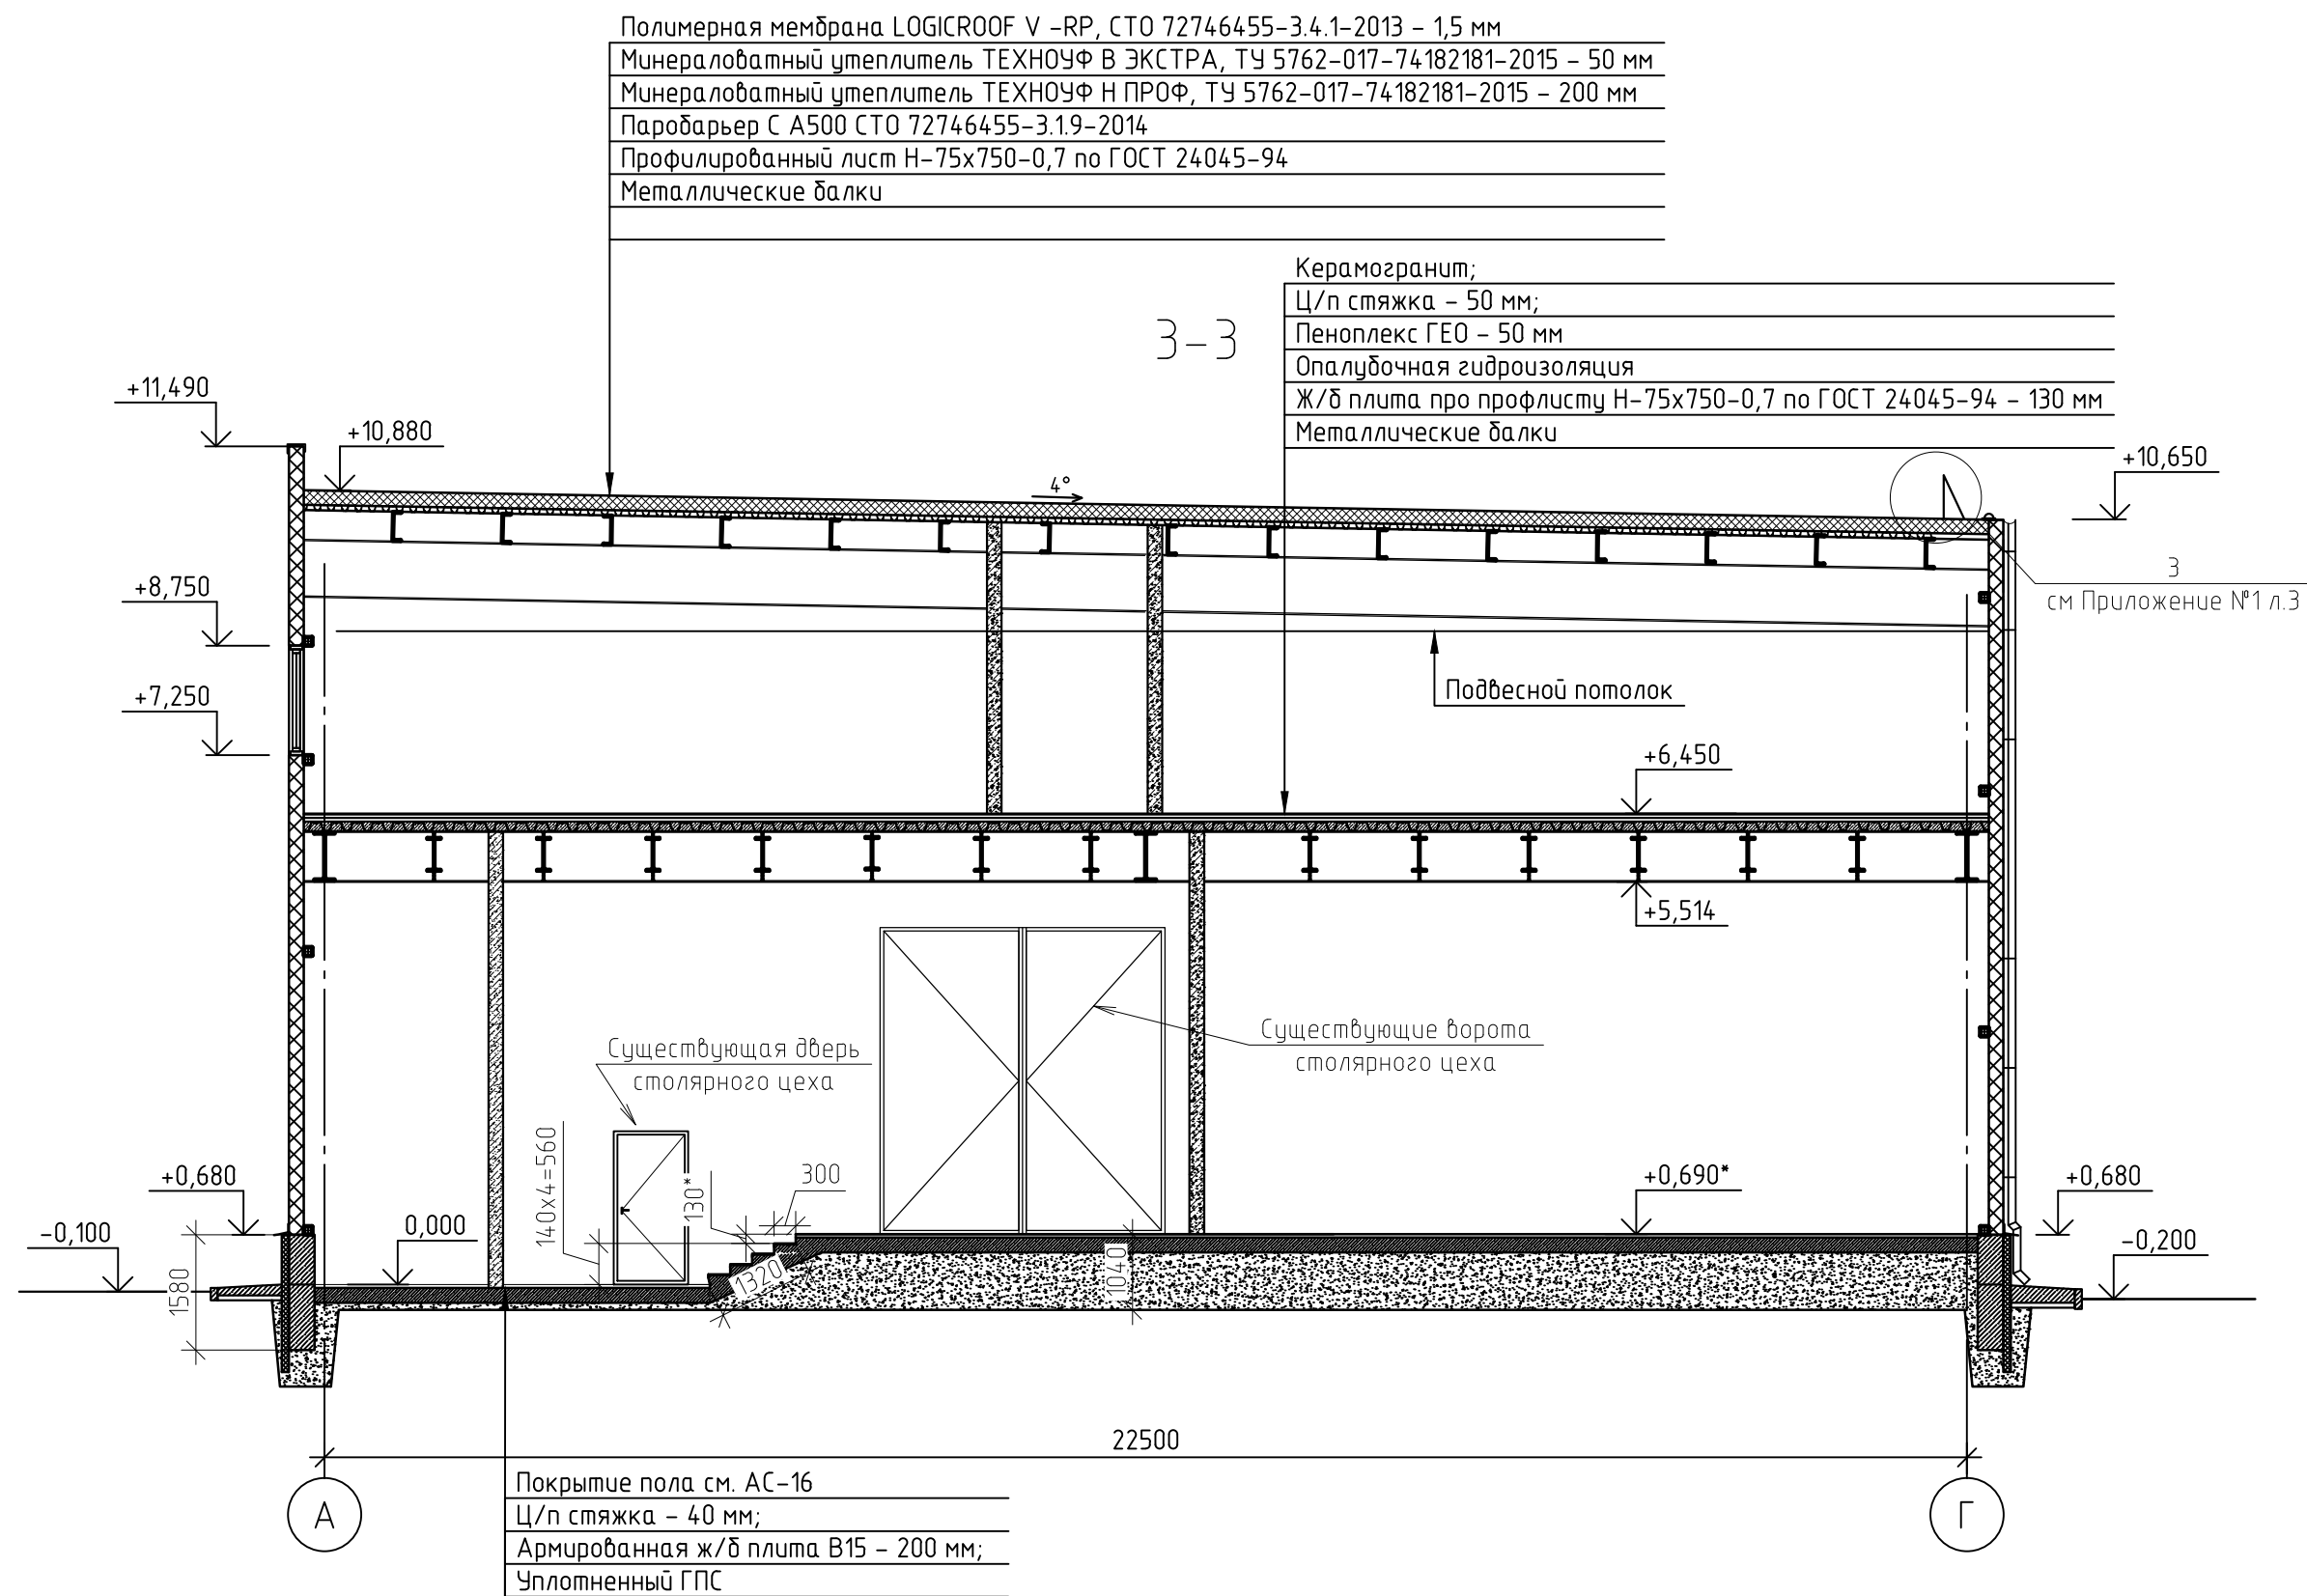 Полимерная мембрана LOGICROOF V -RP, СТО 72746455-3.4.1-2013 - 1,5 мм
Минераловатный утеплитель ТЕХНОУФ В ЭКСТРА, ТУ 5762-017-74182181-2015 - 50 мм
Минераловатный утеплитель ТЕХНОУФ Н ПРОФ, ТУ 5762-017-74182181-2015 - 200 мм
Паробарьер С А500 СТО 72746455-3.1.9-2014
Профилированный лист Н-75х750-0,7 по ГОСТ 24045-94
Металлические балки
3-3
Керамогранит;
Ц/п стяжка - 50 мм;
Пеноплекс ГЕО - 50 мм
Опалубочная гидроизоляция
Ж/б плита про профлисту Н-75х750-0,7 по ГОСТ 24045-94 - 130 мм
Металлические балки
+11,490
+10,880
4°
+10,650
3
см Приложение №1 л.3
+8,750
+7,250
Подвесной потолок
+6,450
+5,514
Существующая дверь
столярного цеха
Существующие ворота
столярного цеха
140х4=560
130*
300
1320
1040
+0,690*
+0,680
+0,680
-0,100
0,000
-0,200
1580
22500
А
Г
Покрытие пола см. АС-16
Ц/п стяжка - 40 мм;
Армированная ж/б плита В15 - 200 мм;
Уплотненный ГПС